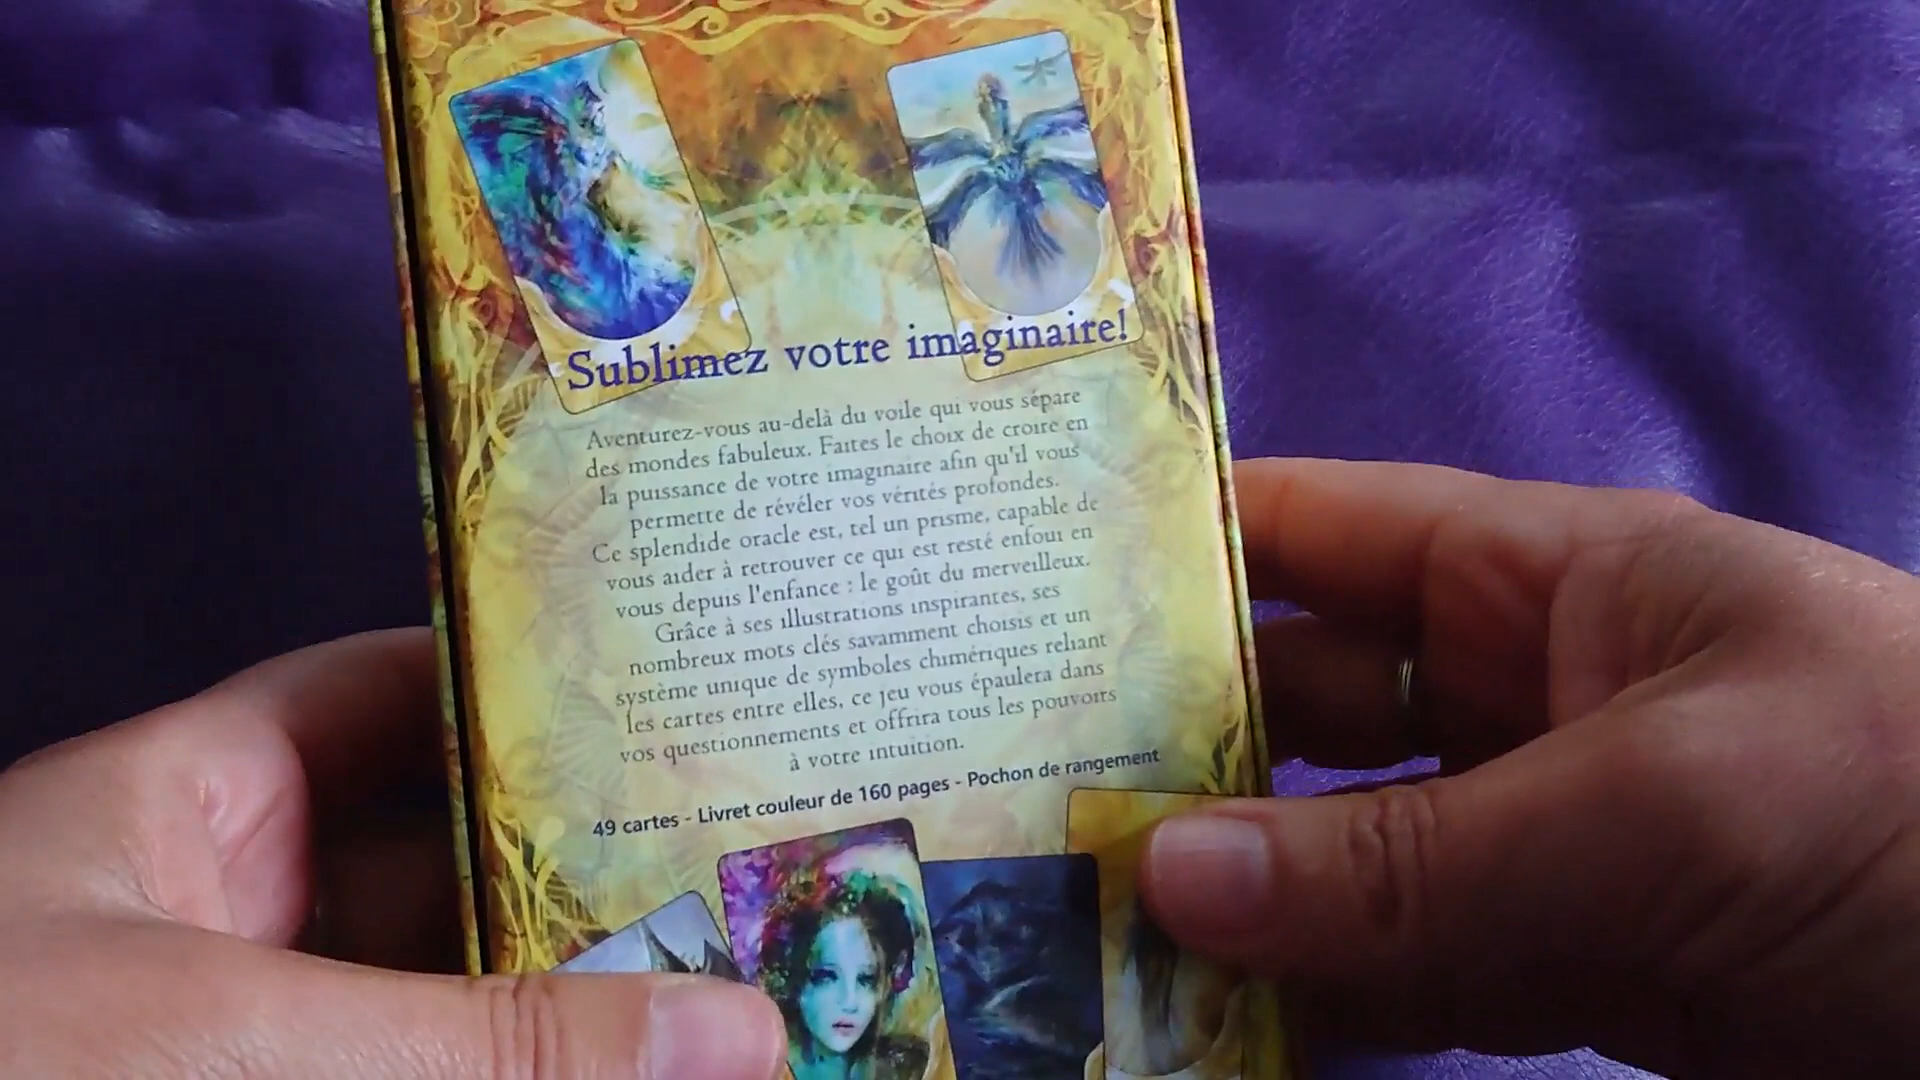 Sublimez votre imaginaire!
Aventurez-vous au-delà du voile qui vous sépare
des mondes fabuleux. Faites le choix de croire en
la puissance de votre imaginaire afin qu'il vous
permette de révéler vos vérités profondes.
Ce splendide oracle est, tel un prisme, capable de
vous aider à retrouver ce qui est resté enfoui en
vous depuis l'enfance : le goût du merveilleux.
Grâce à ses illustrations inspirantes, ses
nombreux mots clés savamment choisis et un
système unique de symboles chimériques reliant
les cartes entre elles, ce jeu vous épaulera dans
vos questionnements et offrira tous les pouvoirs
à votre intuition.
49 cartes - Livret couleur de 160 pages - Pochon de rangement